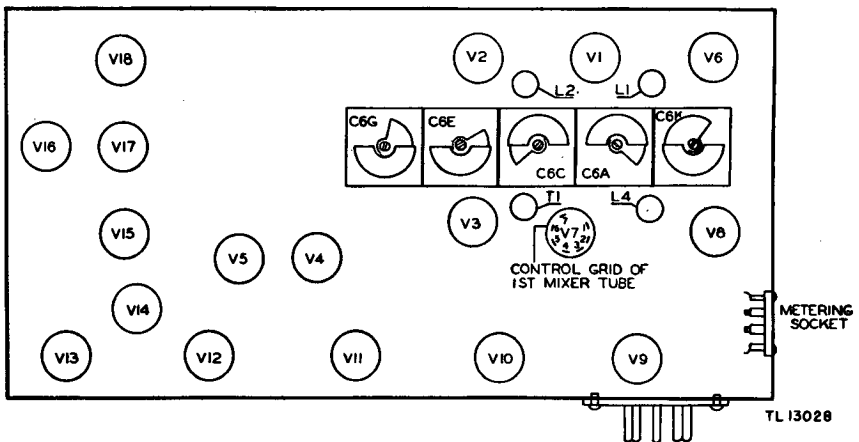 V18
V2
V1
V6
L2
L1
C6G
C6E
C6C
C6A
C6K
V16
V17
T1
L4
V3
V7
V8
V15
V5
V4
CONTROL GRID OF
1ST MIXER TUBE
V14
METERING
SOCKET
V13
V12
V11
V10
V9
TL 13028